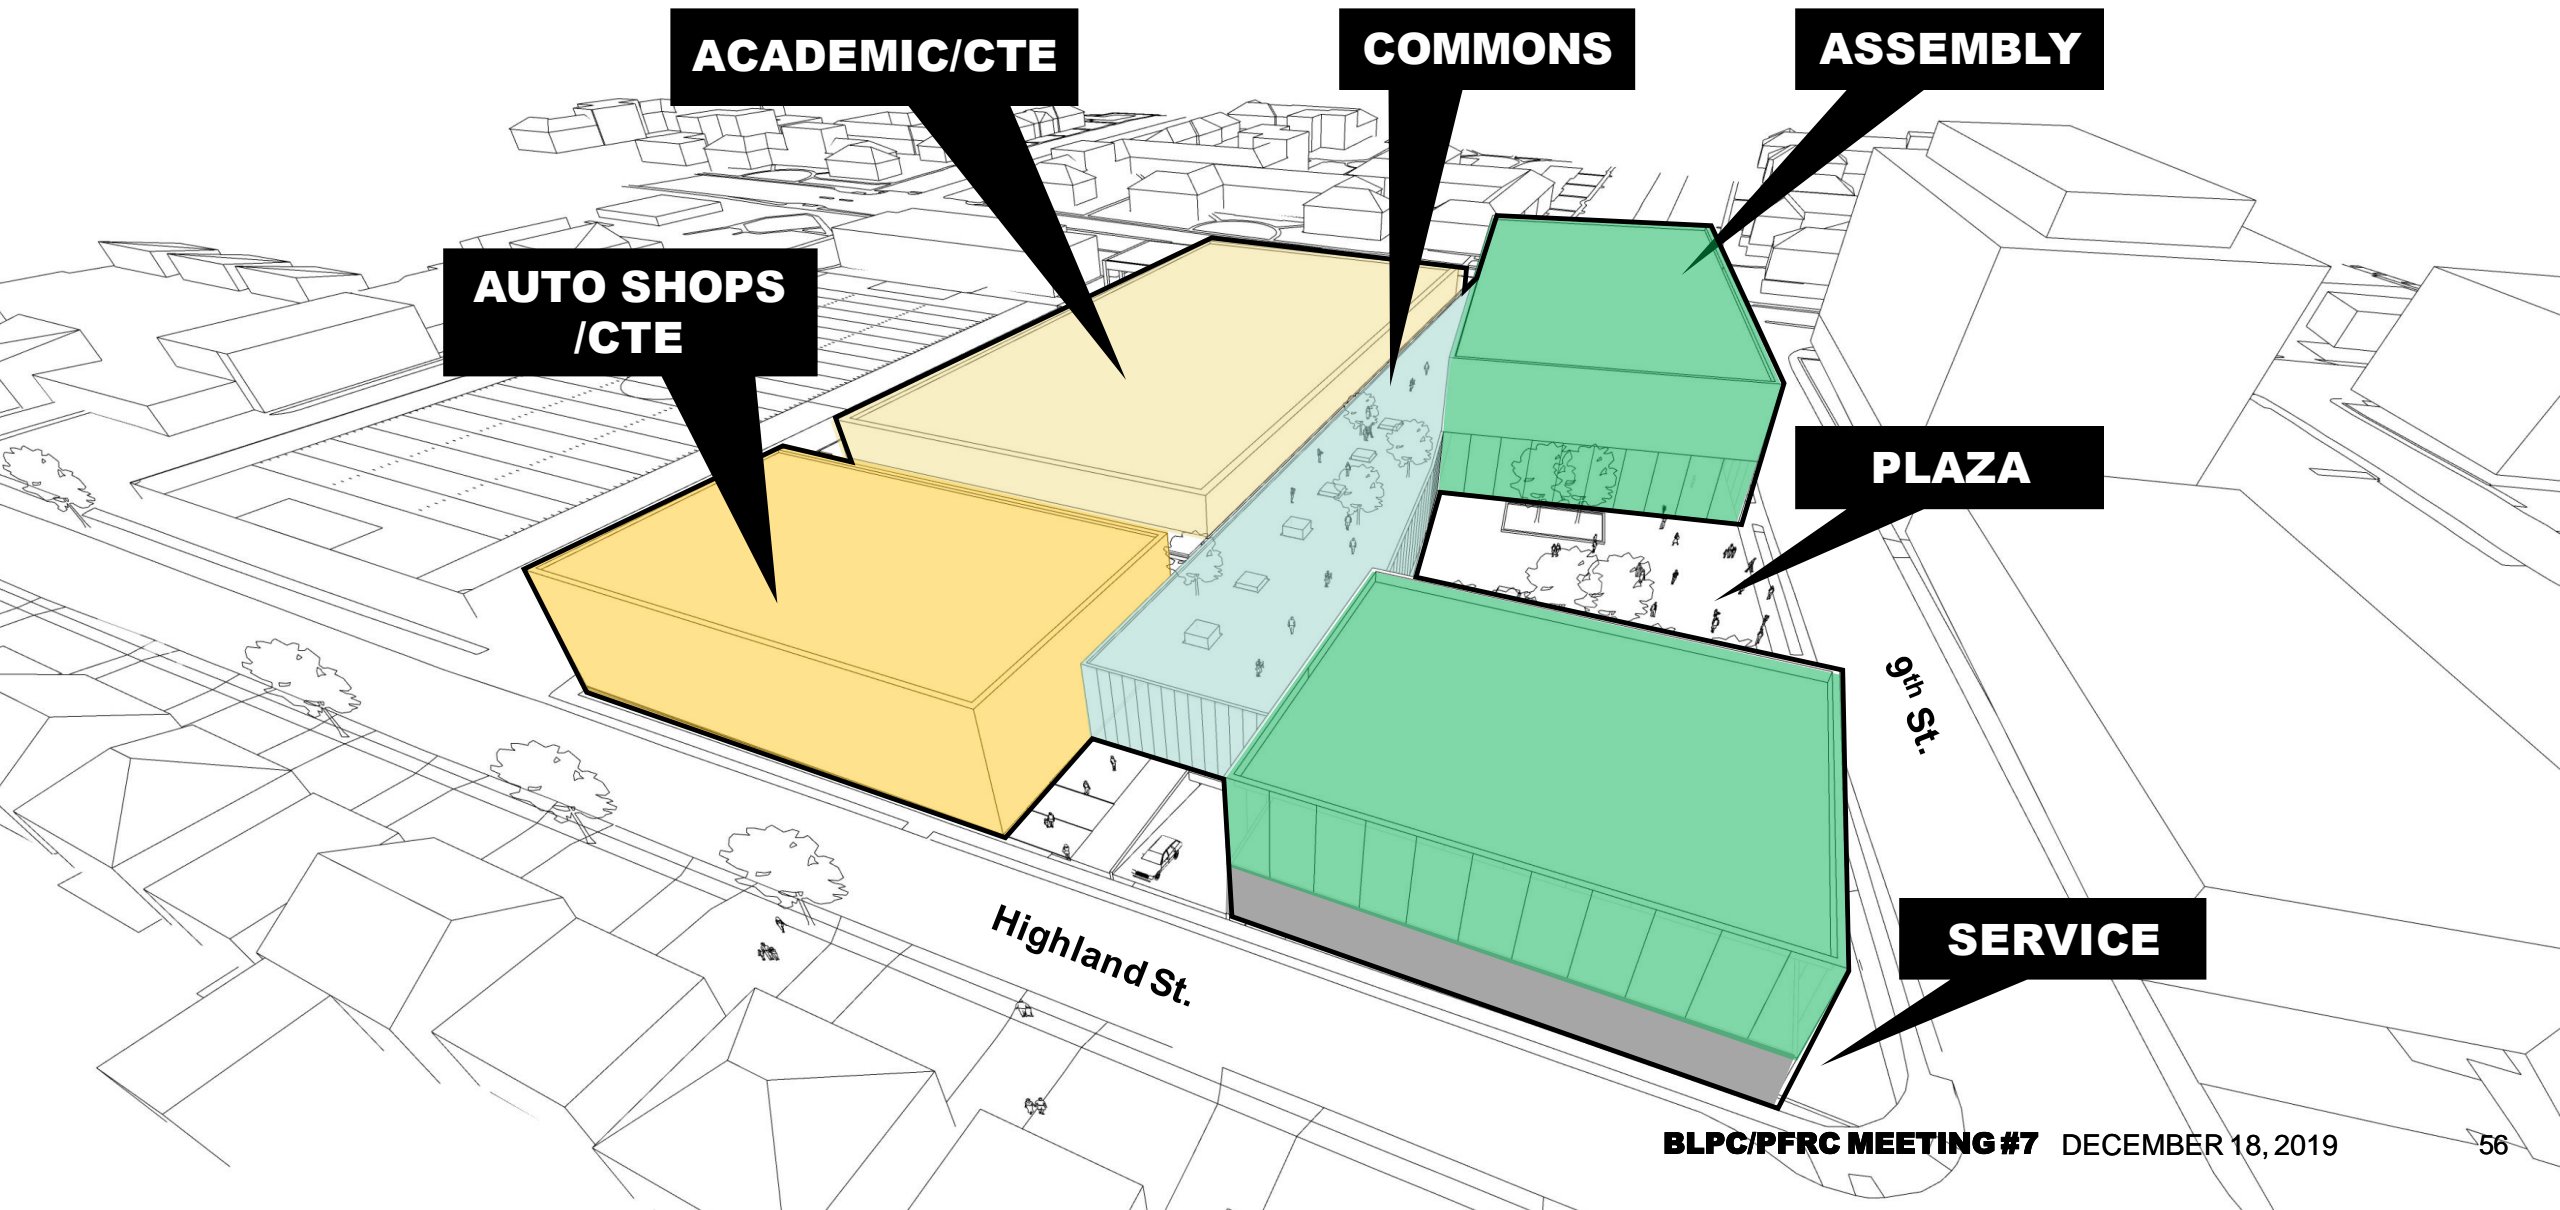 ACADEMIC/CTE
COMMONS
ASSEMBLY
AUTO SHOPS
/CTE
PLAZA
9th St.
SERVICE
Highland St.
BLPC/PFRC MEETING #7 DECEMBER 18, 2019 56